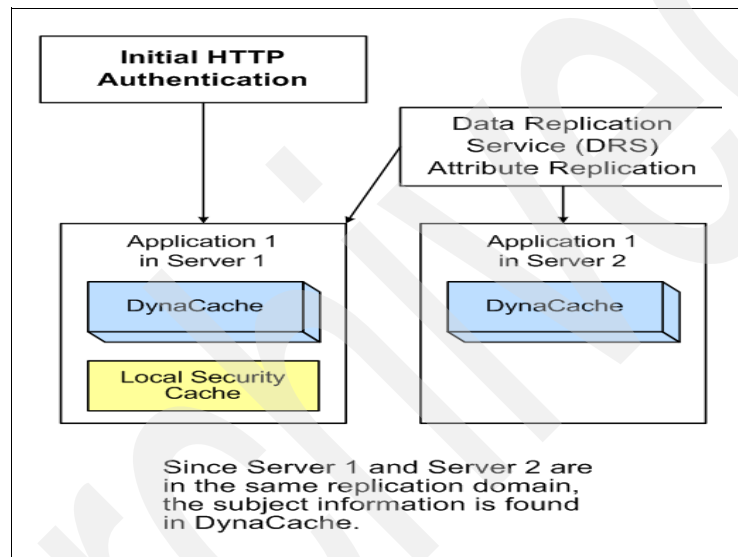 Initial HTTP
Authentication
Data Replication
Service (DRS)
Attribute Replication
Application 1
in Server 1
DynaCache
Local Security
Cache
Application 1
in Server 2
DynaCache
Since Server 1 and Server 2 are
in the same replication domain,
the subject information is found
in DynaCache.